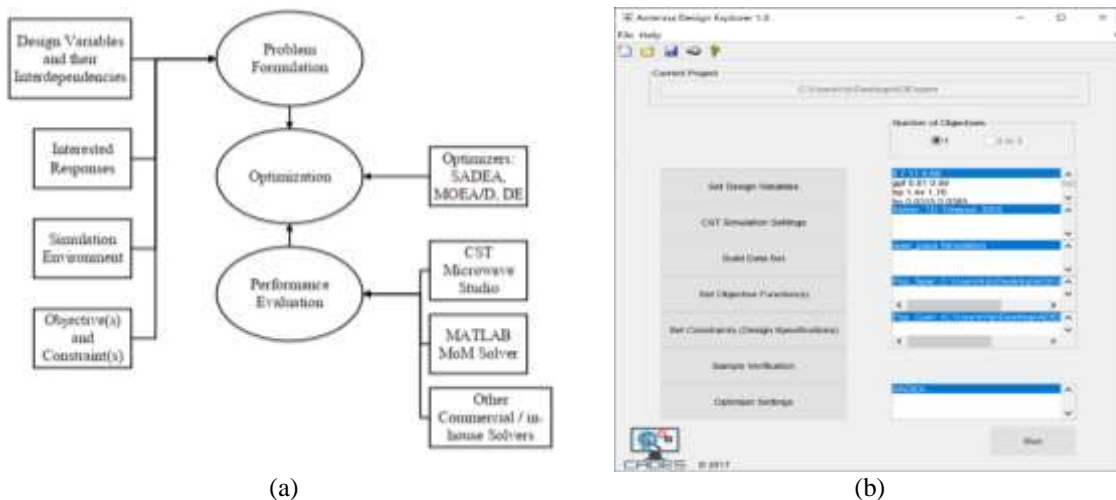 Design Variables
and their
Interdependencies
Interested
Responses
Simulation
Environment
Objective(s)
and
Constraint(s)
Problem
Formulation
Optimization
Performance
Evaluation
Optimizers:
SADEA,
MOEA/D, DE
CST
Microwave
Studio
MATLAB
MoM Solver
Other
Commercial / in-
house Solvers
(a)
Antenna Design Explorer 1.0
File Help
Current Project
Number of Objectives
Set Design Variables
CST Simulation Settings
Build Data Set
Set Objective Function(s)
Set Constraints (Design Specifications)
Sample Verification
Optimizer Settings
SADEA
CADES © 2017
(b)